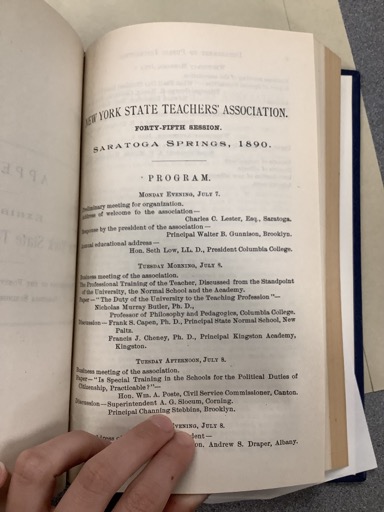 NEW YORK STATE TEACHERS' ASSOCIATION.
FORTY-FIFTH SESSION.
SARATOGA SPRINGS, 1890.
PROGRAM.
MONDAY EVENING, JULY 7.
Preliminary meeting for organization.
Address of welcome to the association—
Charles C. Lester, Esq., Saratoga.
Response by the president of the association—
Principal Walter B. Gunnison, Brooklyn.
Annual educational address—
Hon. Seth Low, LL. D., President Columbia College.
TUESDAY MORNING, JULY 8.
Business meeting of the association.
The Professional Training of the Teacher, Discussed from the Standpoint
of the University, the Normal School and the Academy.
Paper—"The Duty of the University to the Teaching Profession"—
Nicholas Murray Butler, Ph. D.,
Professor of Philosophy and Pedagogics, Columbia College.
Discussion—Frank S. Capen, Ph. D., Principal State Normal School, New
Paltz.
Francis J. Cheney, Ph. D., Principal Kingston Academy,
Kingston.
TUESDAY AFTERNOON, JULY 8.
Business meeting of the association.
Paper—"Is Special Training in the Schools for the Political Duties of
Citizenship, Practicable?"—
Hon. Wm. A. Poste, Civil Service Commissioner, Canton.
Discussion—Superintendent A. G. Slocum, Corning.
Principal Channing Stebbins, Brooklyn.
EVENING, JULY 8.
dent—
on. Andrew S. Draper, Albany.